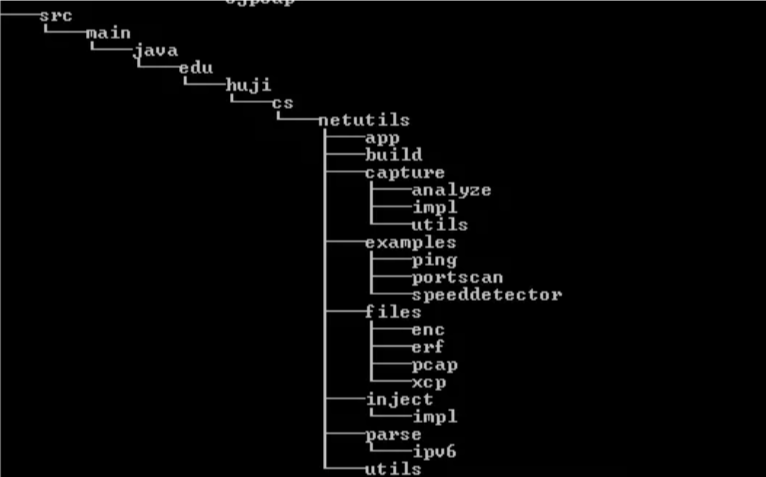 src
main
java
edu
huji
cs
netutils
app
build
capture
analyze
impl
utils
examples
ping
portscan
speeddetector
files
enc
erf
pcap
xcp
inject
impl
parse
ipv6
utils